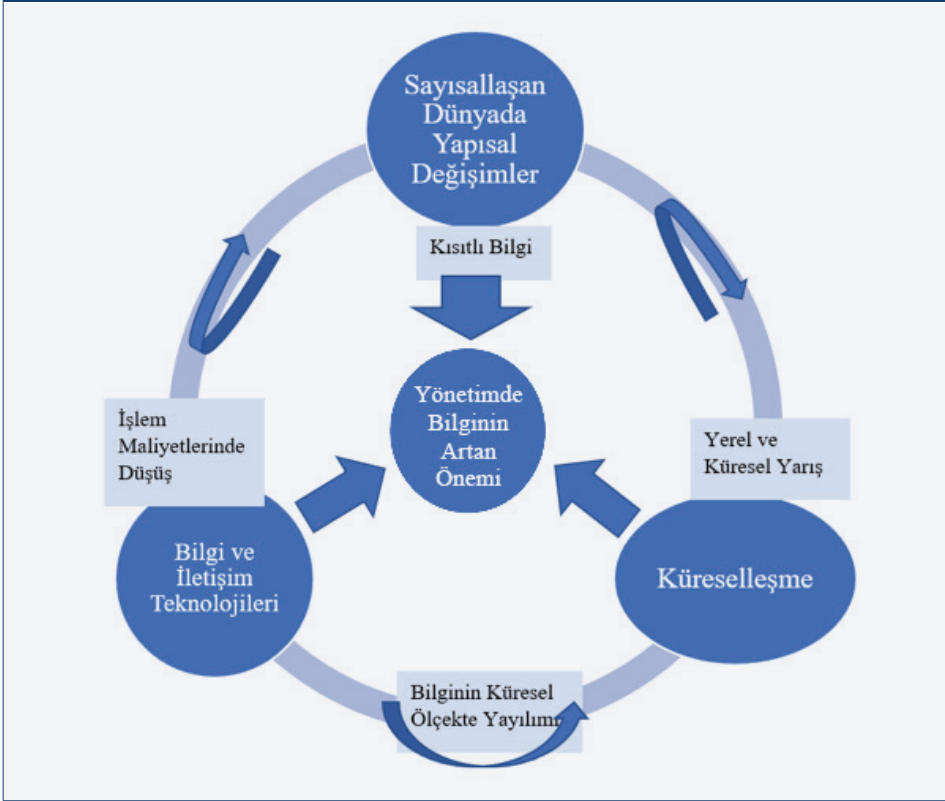 Sayısallaşan
Dünyada
Yapısal
Değişimler
Kısıtlı Bilgi
Yönetimde
Bilginin
Artan
Önemi
İşlem
Maliyetlerinde
Düşüş
Yerel ve
Küresel Yarış
Bilgi ve
İletişim
Teknolojileri
Küreselleşme
Bilginin Küresel
Ölçekte Yayılımı